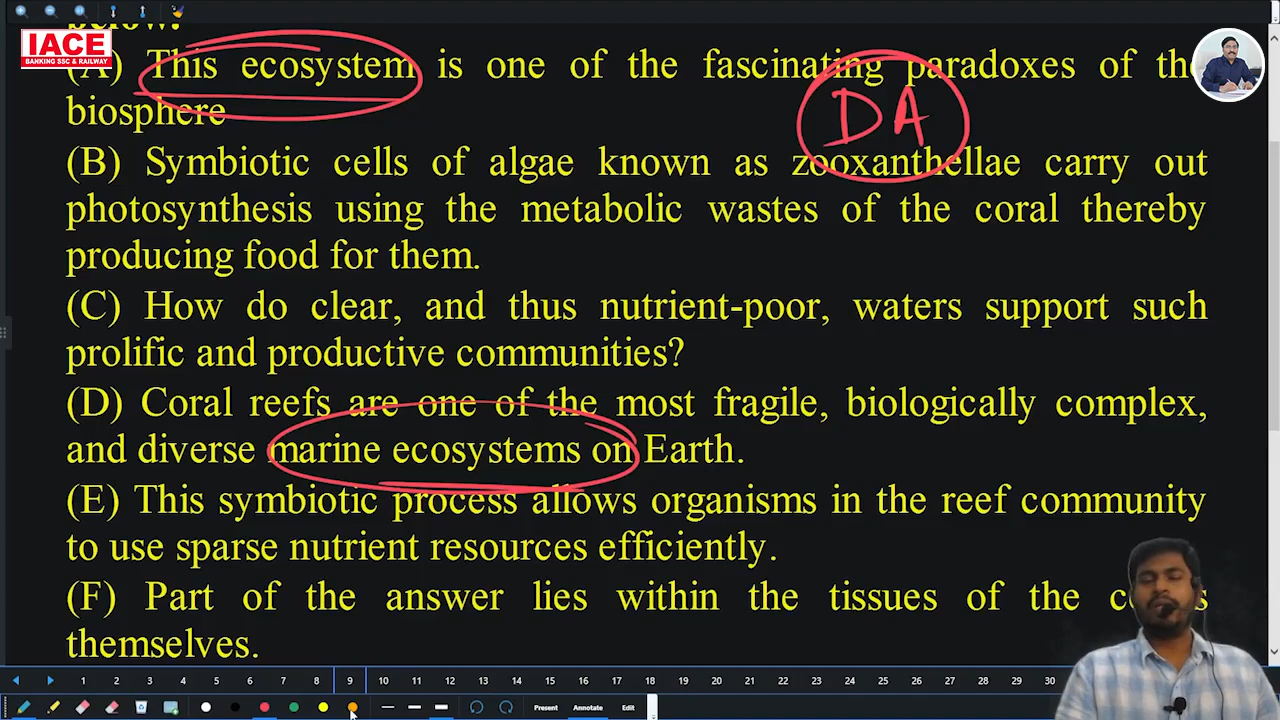 below:
IACE
BANKING SSC & RAILWAY
(A) This ecosystem is one of the fascinating paradoxes of the
biosphere
DA
(B) Symbiotic cells of algae known as zooxanthellae carry out
photosynthesis using the metabolic wastes of the coral thereby
producing food for them.
(C) How do clear, and thus nutrient-poor, waters support such
prolific and productive communities?
(D) Coral reefs are one of the most fragile, biologically complex,
and diverse marine ecosystems on Earth.
(E) This symbiotic process allows organisms in the reef community
to use sparse nutrient resources efficiently.
(F) Part of the answer lies within the tissues of the
themselves.
1 2 3 4 5 6 7 8 9 10 11 12 13 14 15 16 17 18 19 20 21 22 23 24 25 26 27 28 29 30
Present Annotate Edit